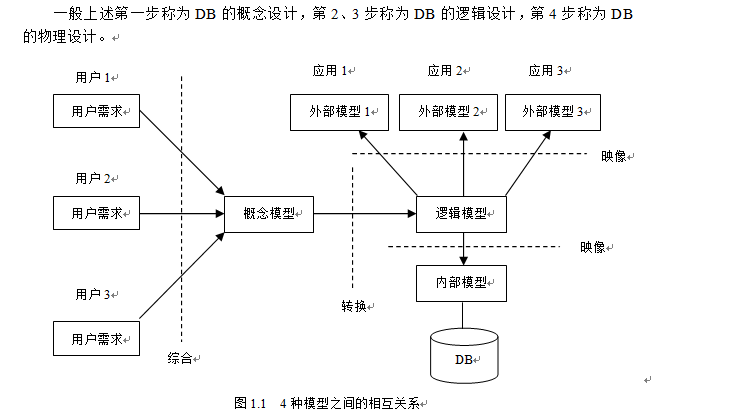 一般上述第一步称为 DB 的概念设计，第 2、3 步称为 DB 的逻辑设计，第 4 步称为 DB
的物理设计。
用户 1
应用 1
应用 2
应用 3
用户需求
外部模型 1
外部模型 2
外部模型 3
映像
用户 2
用户需求
概念模型
逻辑模型
映像
内部模型
用户 3
转换
用户需求
综合
DB
图 1.1 4 种模型之间的相互关系